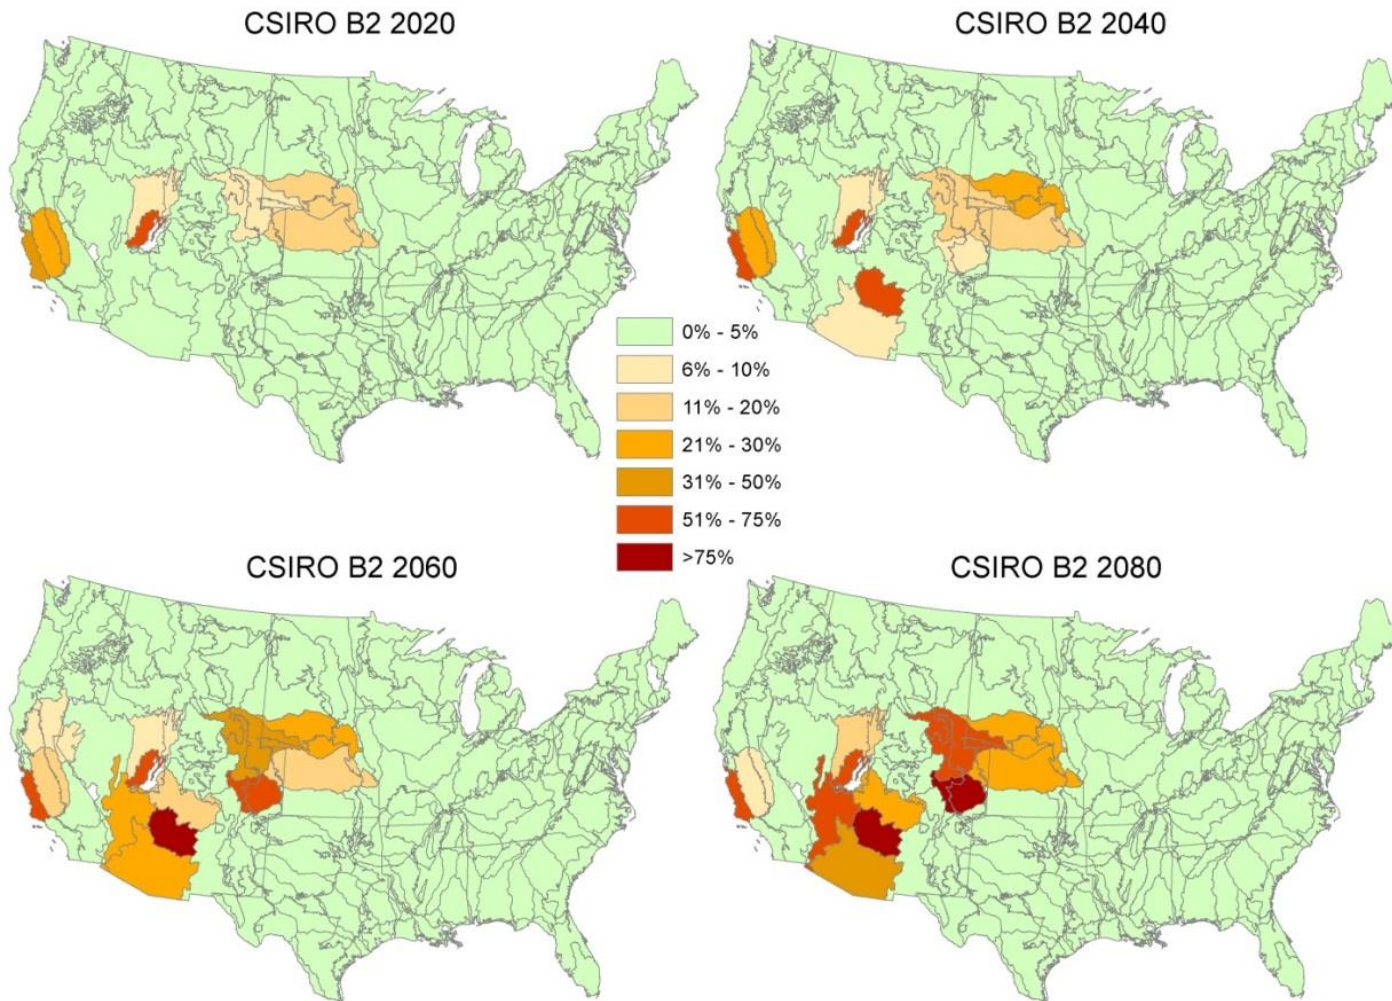 CSIRO B2 2020
CSIRO B2 2040
0% - 5%
6% - 10%
11% - 20%
21% - 30%
31% - 50%
51% - 75%
>75%
CSIRO B2 2060
CSIRO B2 2080